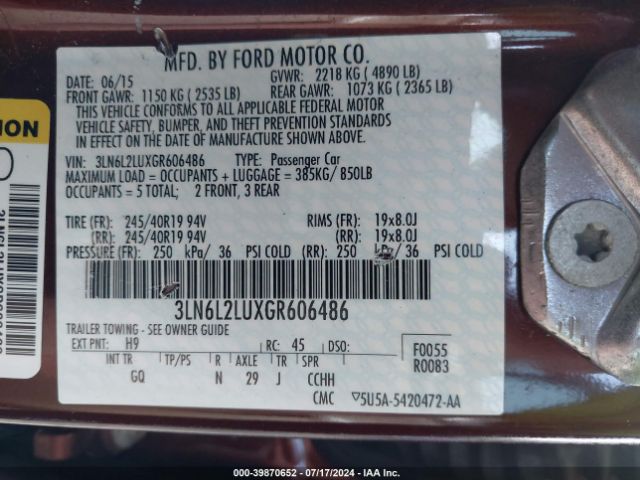 MFD. BY FORD MOTOR CO.
DATE: 06/15 GVWR: 2218 KG ( 4890 LB)
FRONT GAWR: 1150 KG ( 2535 LB) REAR GAWR: 1073 KG ( 2365 LB)
THIS VEHICLE CONFORMS TO ALL APPLICABLE FEDERAL MOTOR
VEHICLE SAFETY, BUMPER, AND THEFT PREVENTION STANDARDS
IN EFFECT ON THE DATE OF MANUFACTURE SHOWN ABOVE.
VIN: 3LN6L2LUXGR606486 TYPE: Passenger Car
MAXIMUM LOAD = OCCUPANTS + LUGGAGE = 385KG/ 850LB
OCCUPANTS = 5 TOTAL; 2 FRONT, 3 REAR
TIRE (FR): 245/40R19 94V RIMS (FR): 19x8.0J
(RR): 245/40R19 94V (RR): 19x8.0J
PRESSURE (FR): 250 kPa/ 36 PSI COLD (RR): 250 kPa/ 36 PSI COLD
3LN6L2LUXGR606486
TRAILER TOWING - SEE OWNER GUIDE
EXT PNT: H9 RC: 45 DSO: F0055
R0083
INT TR TP/PS R AXLE TR SPR
GQ N 29 J CCHH
CMC ▽5U5A-5420472-AA
ION
000-39870652 / 07/17/2024 / IAA, Inc.